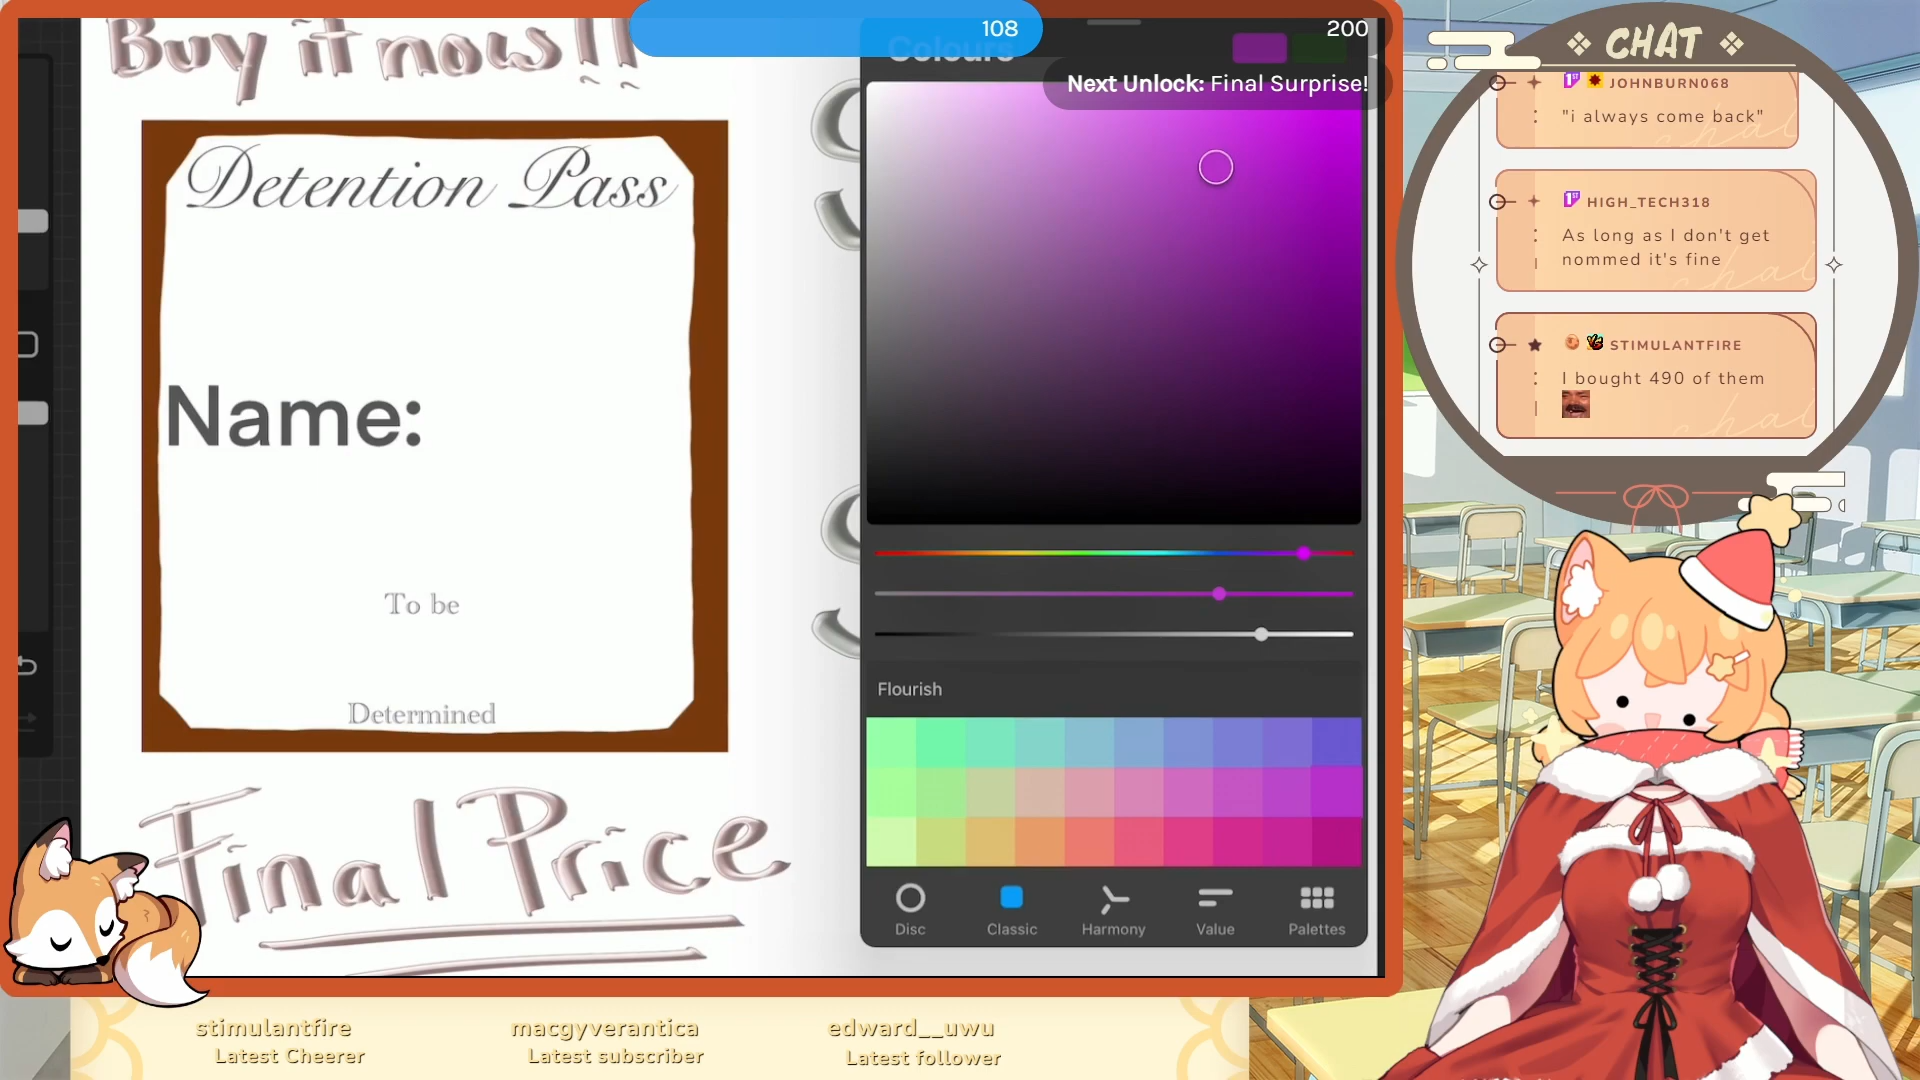 Buy it now!!
108
200
Colours
Next Unlock: Final Surprise!
Detention Pass
Name:
To be
Determined
Final Price
Flourish
Disc
Classic
Harmony
Value
Palettes
CHAT
JOHNBURN068
"i always come back"
HIGH_TECH318
As long as I don't get
nommed it's fine
STIMULANTFIRE
I bought 490 of them
stimulantfire
Latest Cheerer
macgyverantica
Latest subscriber
edward__uwu
Latest follower